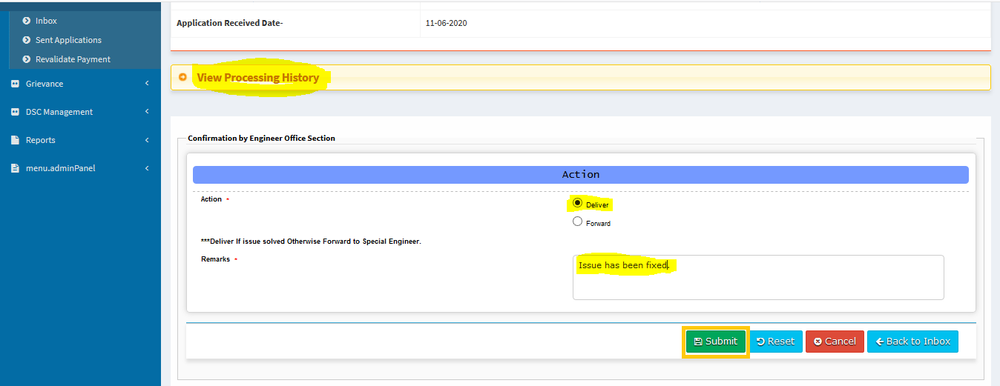 Inbox
Sent Applications
Revalidate Payment
Grievance
DSC Management
Reports
menu.adminPanel
Application Received Date- 11-06-2020
View Processing History
Confirmation by Engineer Office Section
Action
Action * Deliver
Forward
***Deliver If issue solved Otherwise Forward to Special Engineer.
Remarks * Issue has been fixed.
Submit Reset Cancel Back to Inbox